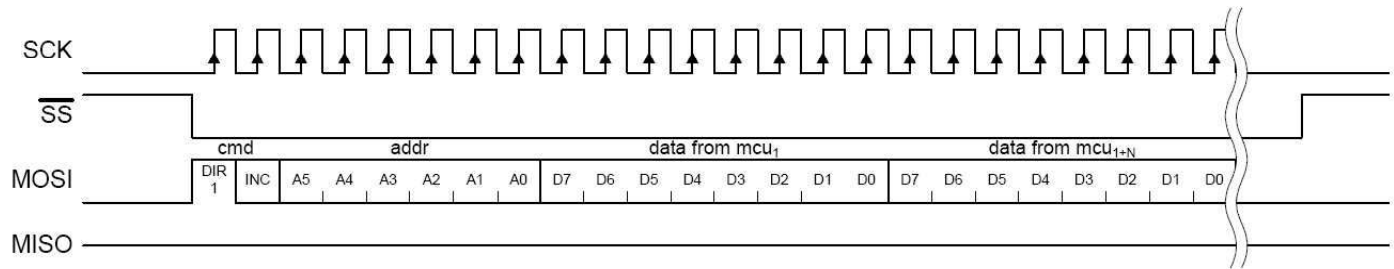 SCK
SS
cmd addr data from mcu1 data from mcu1+N
MOSI DIR 1 INC A5 A4 A3 A2 A1 A0 D7 D6 D5 D4 D3 D2 D1 D0 D7 D6 D5 D4 D3 D2 D1 D0
MISO